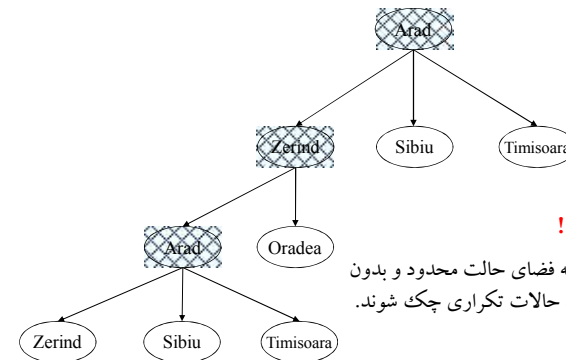 Arad
Zerind Sibiu Timisoara
Arad Oradea
!
ه فضای حالت محدود و بدون
حالات تکراری چک شوند.
Zerind Sibiu Timisoara